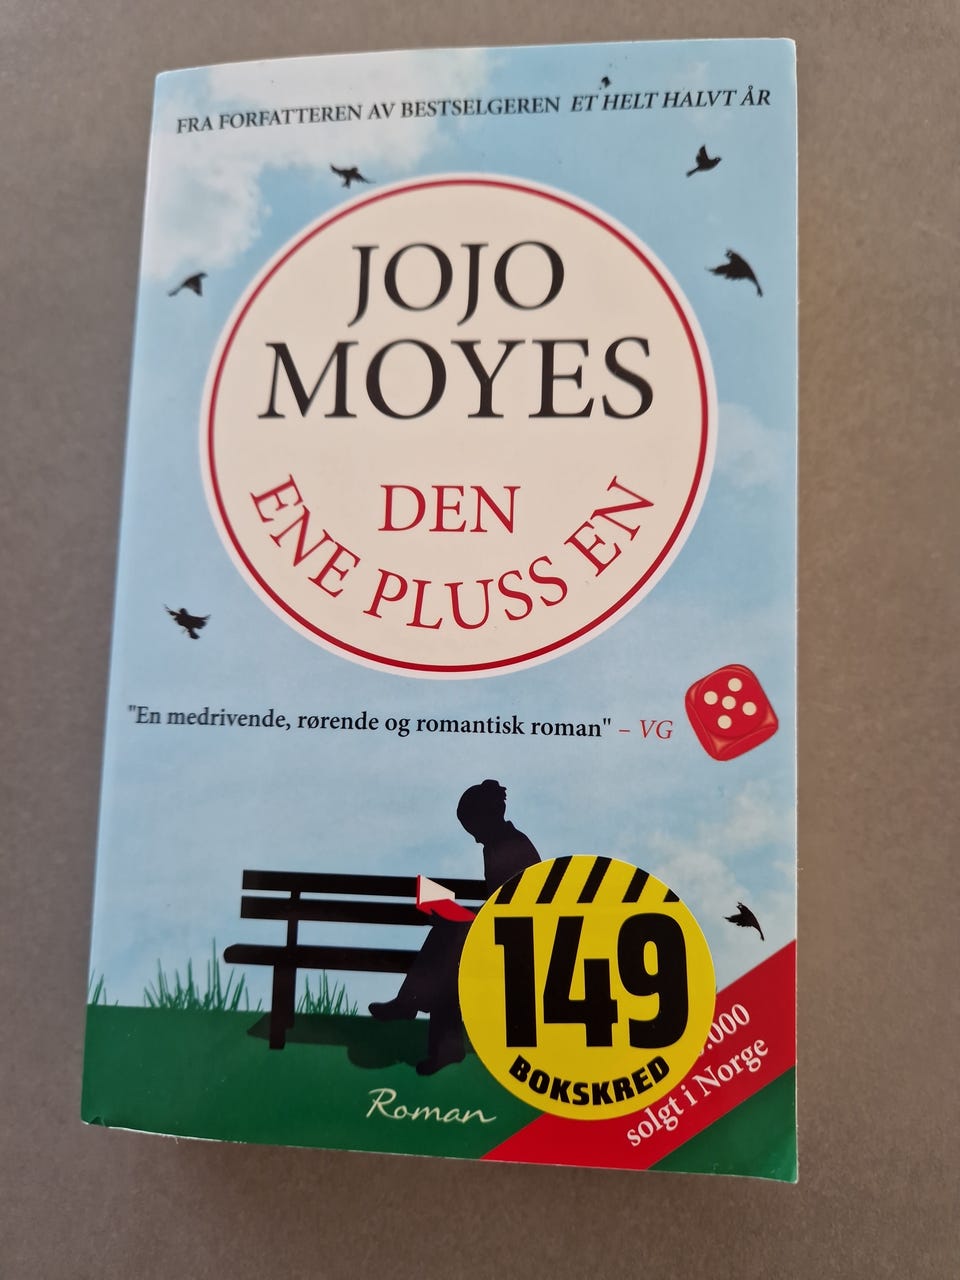 FRA FORFATTEREN AV BESTSELGEREN ET HELT HALVT ÅR
JOJO
MOYES
DEN
ENE PLUSS EN
"En medrivende, rørende og romantisk roman" – VG
149
BOKSKRED
.000
solgt i Norge
Roman